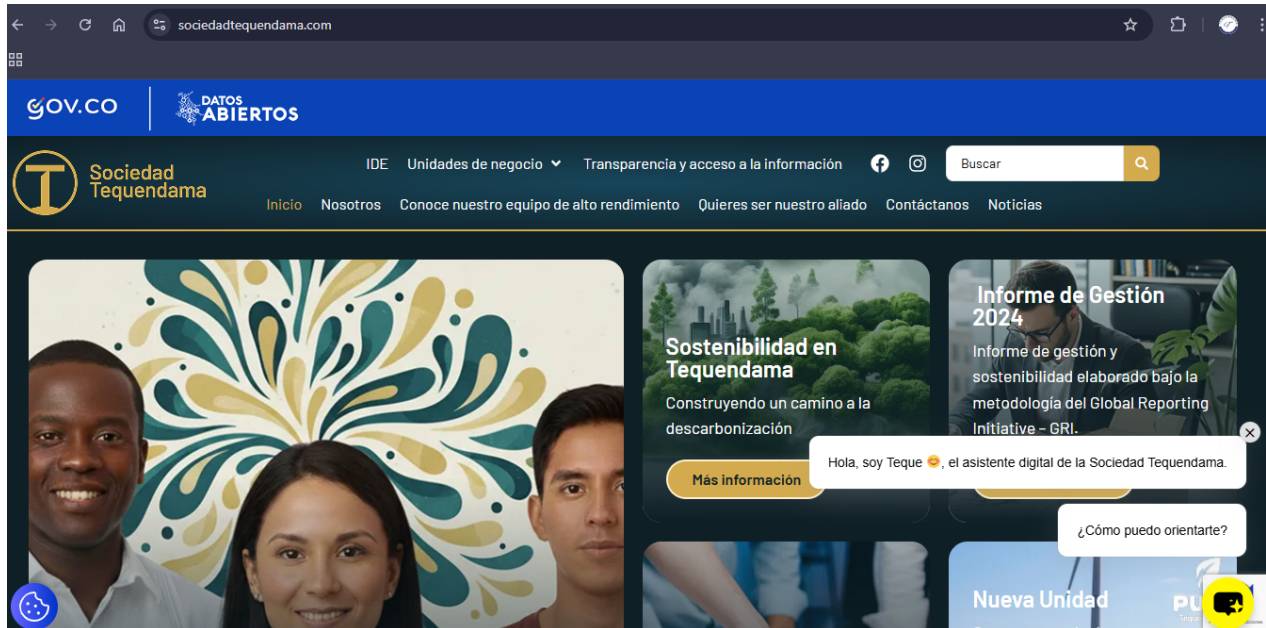 sociedadtequendama.com
GOV.CO
DATOS
ABIERTOS
Sociedad
Tequendama
IDE Unidades de negocio Transparencia y acceso a la información Buscar
Inicio Nosotros Conoce nuestro equipo de alto rendimiento Quieres ser nuestro aliado Contáctanos Noticias
Sostenibilidad en
Tequendama
Construyendo un camino a la
descarbonización
Más información
Informe de Gestión
2024
Informe de gestión y
sostenibilidad elaborado bajo la
metodología del Global Reporting
Initiative – GRI.
Hola, soy Teque 😊, el asistente digital de la Sociedad Tequendama.
¿Cómo puedo orientarte?
Nueva Unidad